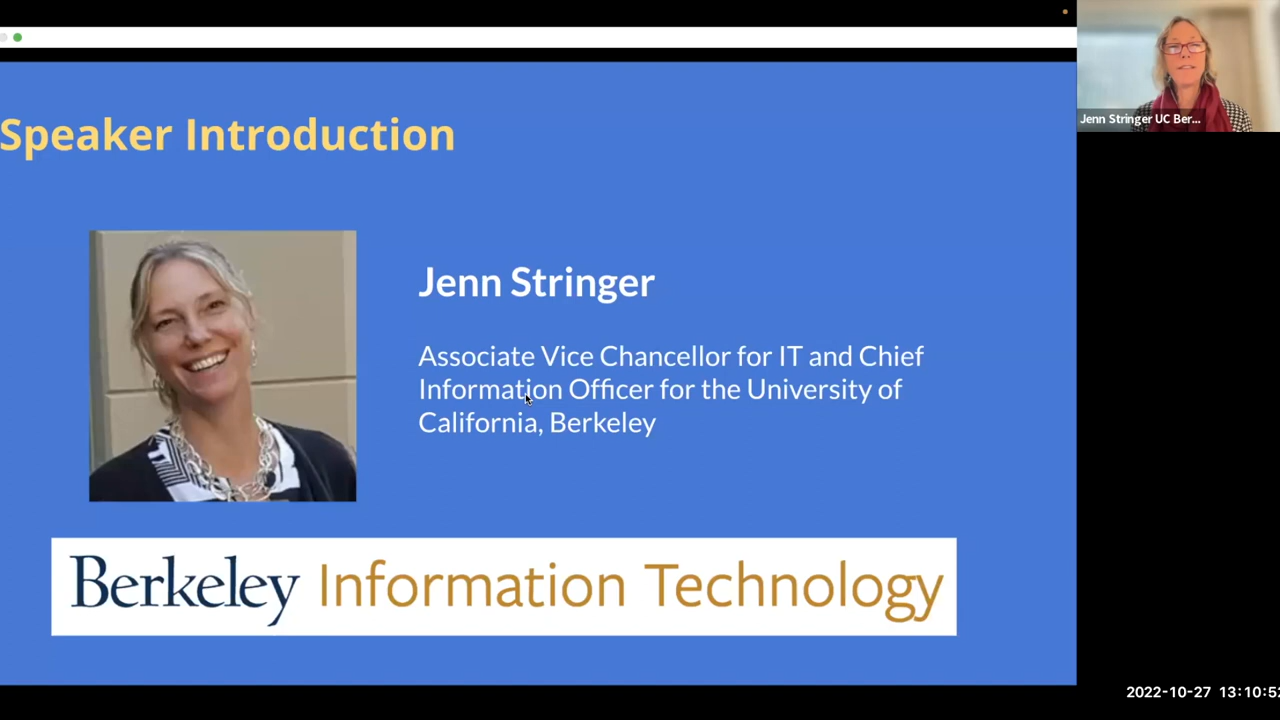 Speaker Introduction
Jenn Stringer
Associate Vice Chancellor for IT and Chief
Information Officer for the University of
California, Berkeley
Berkeley Information Technology
Jenn Stringer UC Ber...
2022-10-27 13:10:52